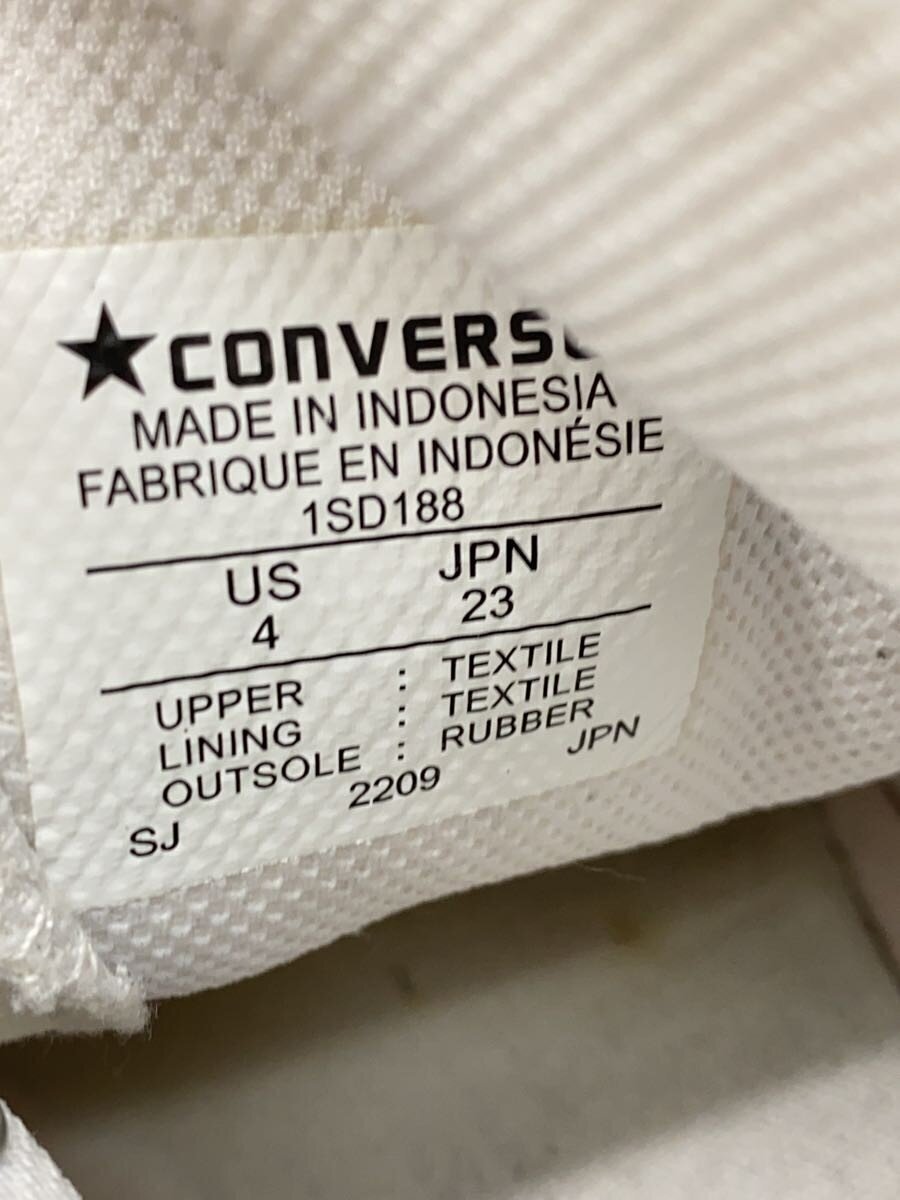 ★CONVERSE
MADE IN INDONESIA
FABRIQUE EN INDONÉSIE
1SD188
US JPN
4 23
UPPER : TEXTILE
LINING : TEXTILE
OUTSOLE : RUBBER
SJ 2209 JPN